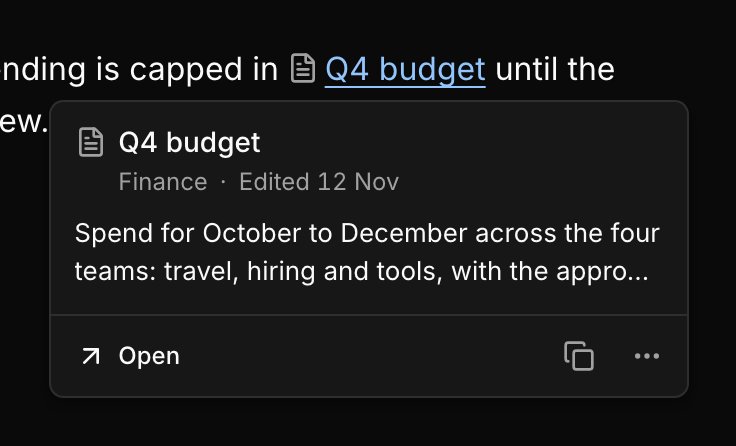 nding is capped in Q4 budget until the
ew.
Q4 budget
Finance · Edited 12 Nov
Spend for October to December across the four
teams: travel, hiring and tools, with the appro...
Open